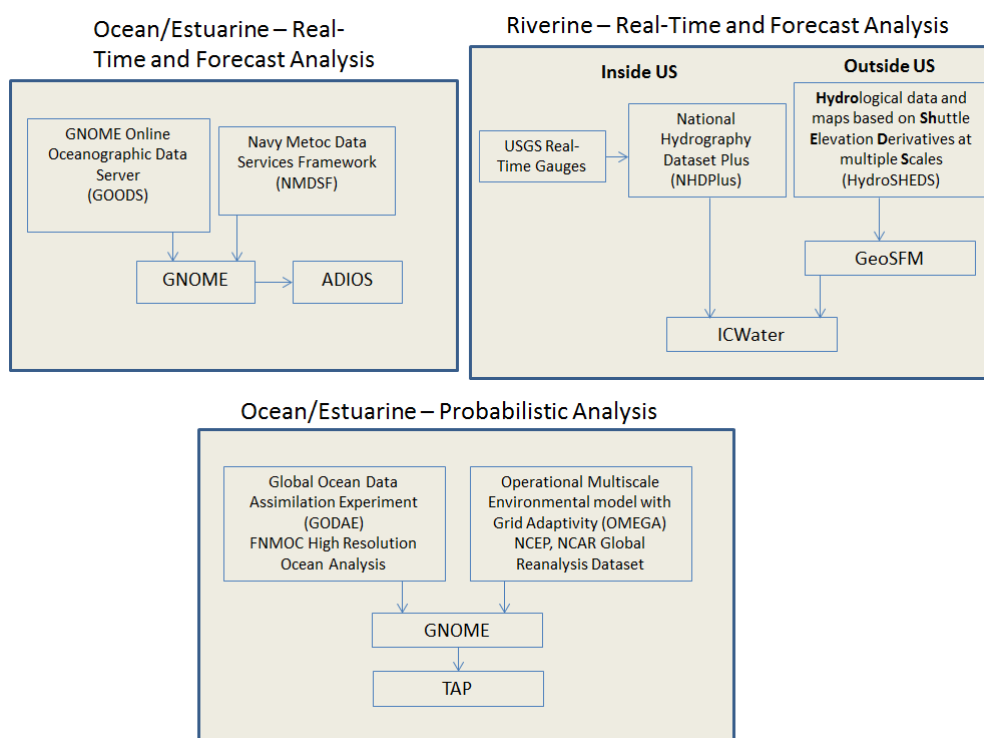 Ocean/Estuarine – Real-
Time and Forecast Analysis
GNOME Online
Oceanographic Data
Server
(GOODS)
Navy Metoc Data
Services Framework
(NMDSF)
GNOME
ADIOS
Riverine – Real-Time and Forecast Analysis
Inside US
USGS Real-
Time Gauges
National
Hydrography
Dataset Plus
(NHDPlus)
Outside US
Hydrological data and
maps based on Shuttle
Elevation Derivatives at
multiple Scales
(HydroSHEDS)
GeoSFM
ICWater
Ocean/Estuarine – Probabilistic Analysis
Global Ocean Data
Assimilation Experiment
(GODAE)
FNMOC High Resolution
Ocean Analysis
Operational Multiscale
Environmental model with
Grid Adaptivity (OMEGA)
NCEP, NCAR Global
Reanalysis Dataset
GNOME
TAP